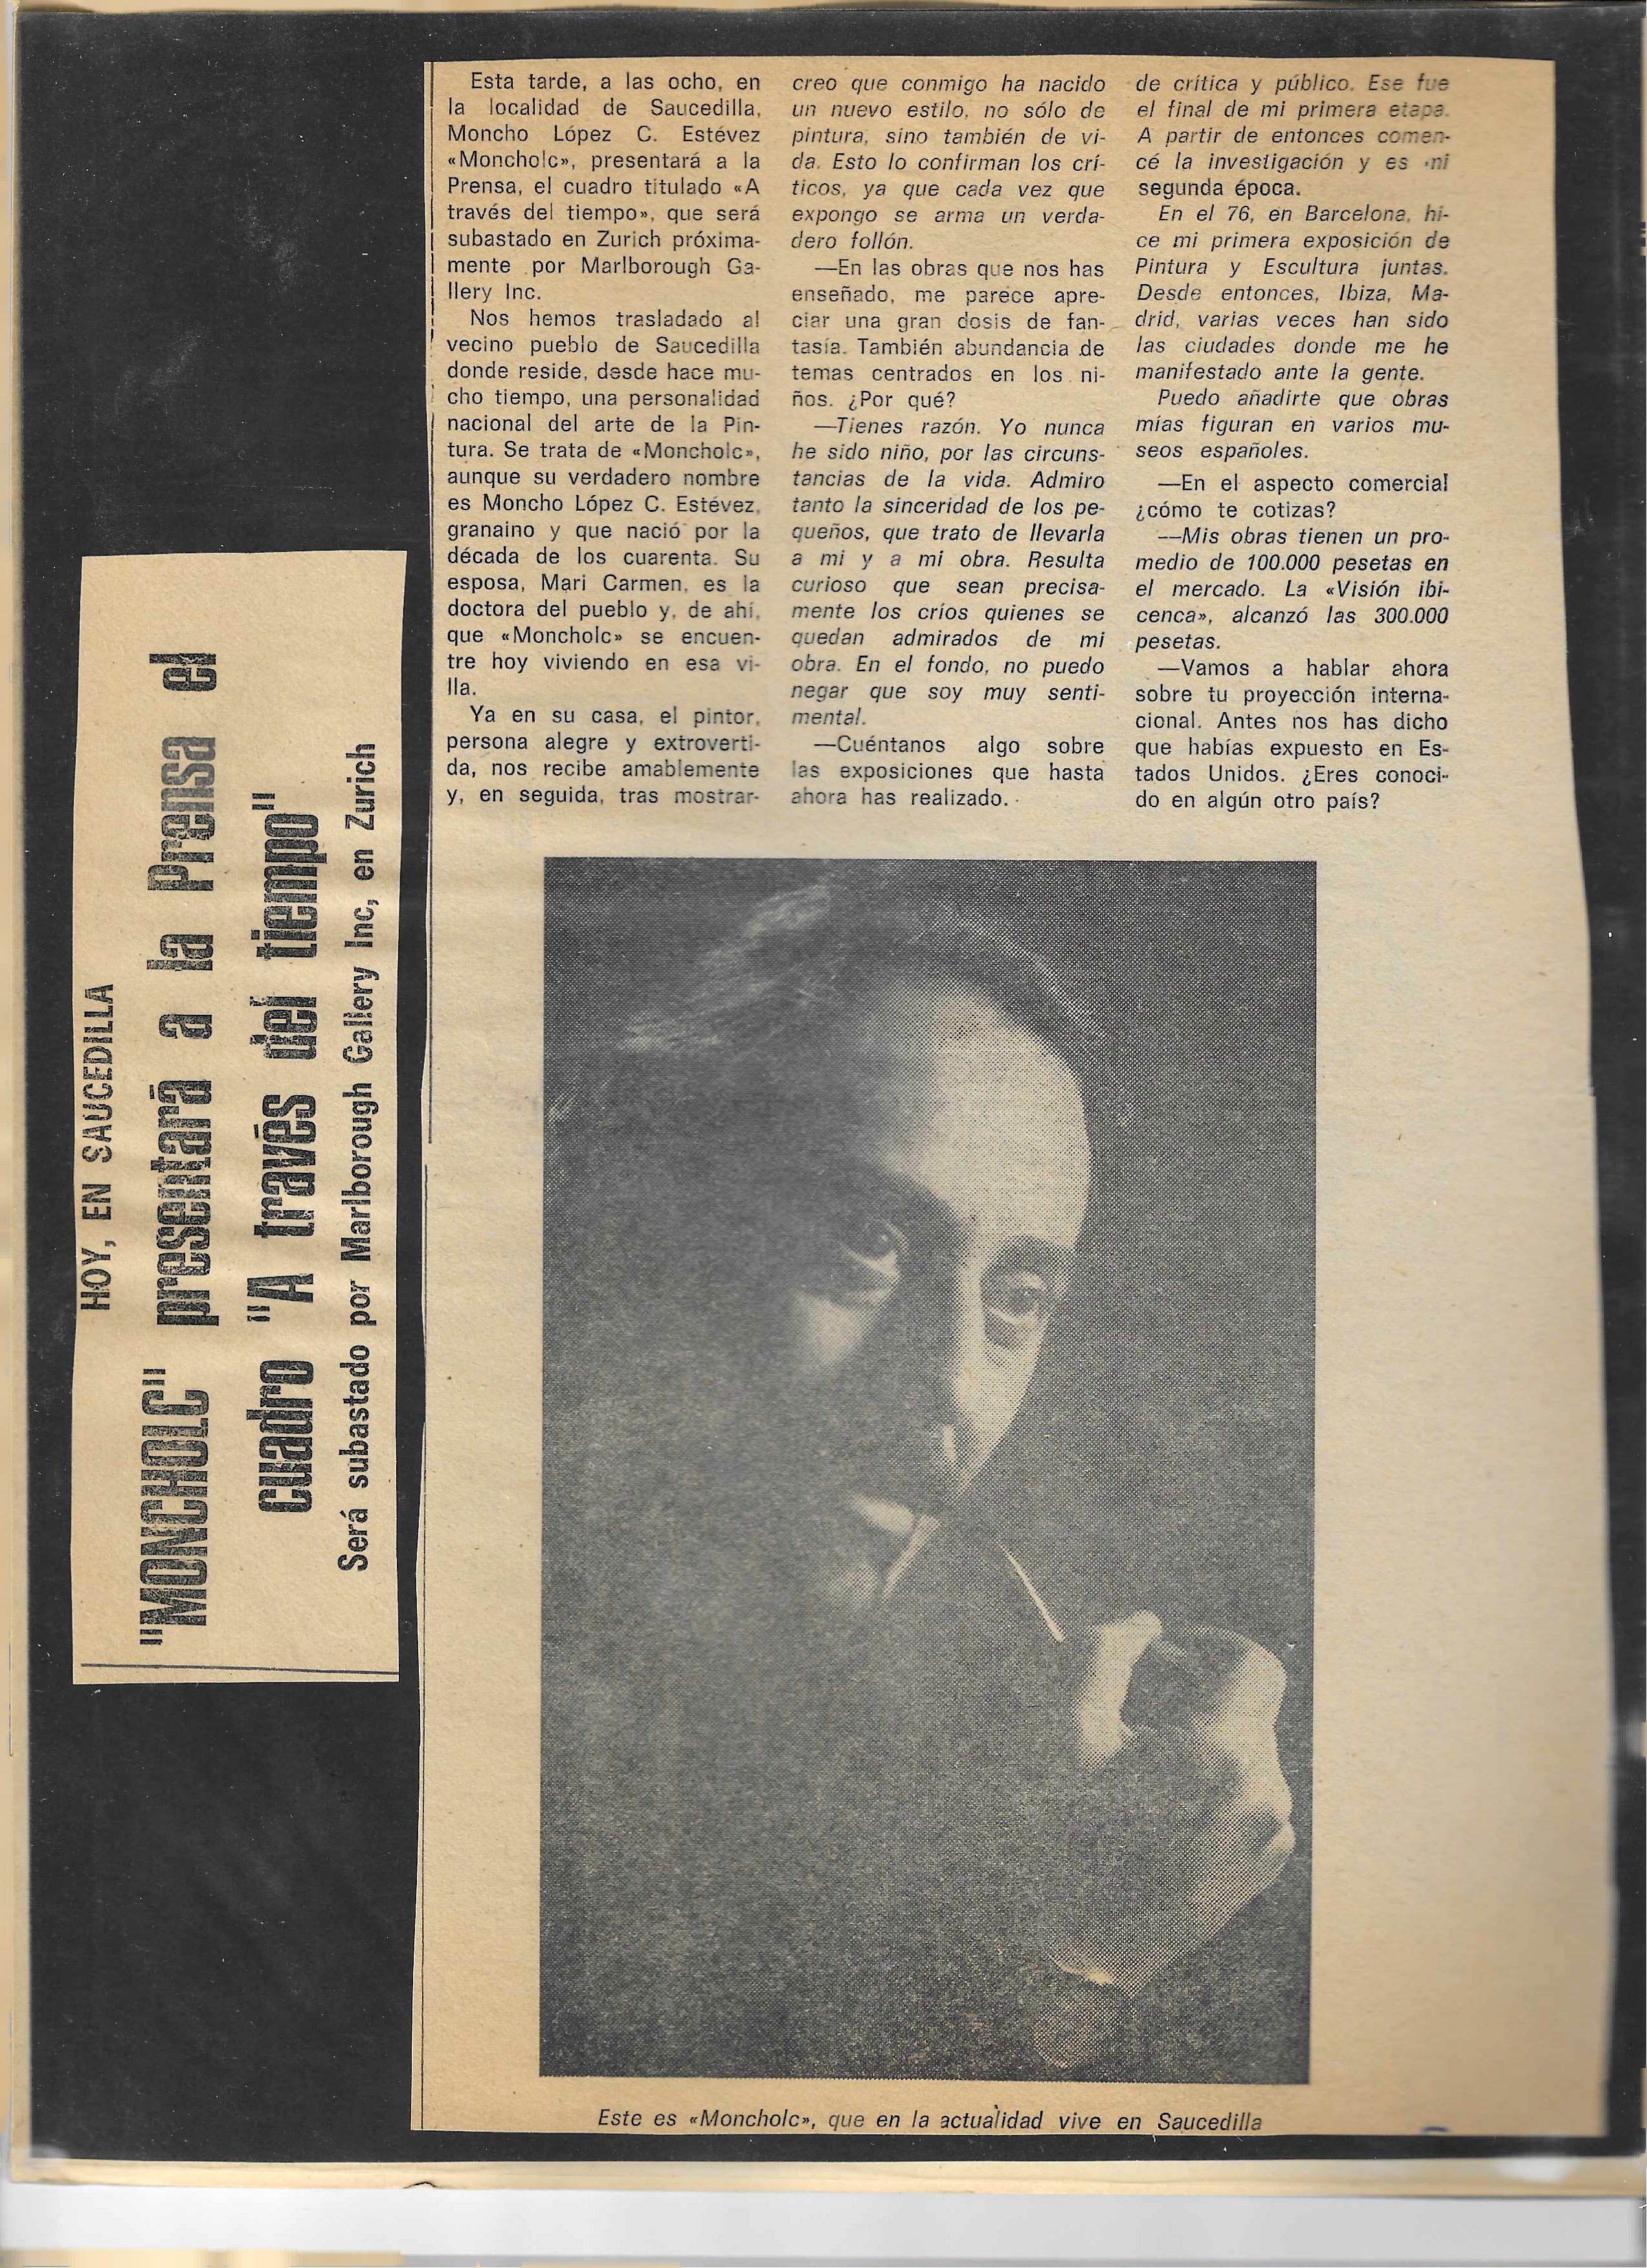 HOY, EN SAUCEDILLA
"MONCHOLC" presentará a la Prensa el
cuadro "A través del tiempo"
Será subastado por Marlborough Gallery Inc, en Zurich
Esta tarde, a las ocho, en
la localidad de Saucedilla,
Moncho López C. Estévez
«Moncholc», presentará a la
Prensa, el cuadro titulado «A
través del tiempo», que será
subastado en Zurich próxima-
mente por Marlborough Ga-
llery Inc.
Nos hemos trasladado al
vecino pueblo de Saucedilla
donde reside, desde hace mu-
cho tiempo, una personalidad
nacional del arte de la Pin-
tura. Se trata de «Moncholc»,
aunque su verdadero nombre
es Moncho López C. Estévez,
granaino y que nació por la
década de los cuarenta. Su
esposa, Mari Carmen, es la
doctora del pueblo y, de ahí,
que «Moncholc» se encuen-
tre hoy viviendo en esa vi-
lla.
Ya en su casa, el pintor,
persona alegre y extroverti-
da, nos recibe amablemente
y, en seguida, tras mostrar-
creo que conmigo ha nacido
un nuevo estilo, no sólo de
pintura, sino también de vi-
da. Esto lo confirman los crí-
ticos, ya que cada vez que
expongo se arma un verda-
dero follón.
—En las obras que nos has
enseñado, me parece apre-
ciar una gran dosis de fan-
tasía. También abundancia de
temas centrados en los ni-
ños. ¿Por qué?
—Tienes razón. Yo nunca
he sido niño, por las circuns-
tancias de la vida. Admiro
tanto la sinceridad de los pe-
queños, que trato de llevarla
a mi y a mi obra. Resulta
curioso que sean precisa-
mente los críos quienes se
quedan admirados de mi
obra. En el fondo, no puedo
negar que soy muy senti-
mental.
—Cuéntanos algo sobre
las exposiciones que hasta
ahora has realizado.
de crítica y público. Ese fue
el final de mi primera etapa.
A partir de entonces comen-
cé la investigación y es mi
segunda época.
En el 76, en Barcelona, hi-
ce mi primera exposición de
Pintura y Escultura juntas.
Desde entonces, Ibiza, Ma-
drid, varias veces han sido
las ciudades donde me he
manifestado ante la gente.
Puedo añadirte que obras
mías figuran en varios mu-
seos españoles.
—En el aspecto comercial
¿cómo te cotizas?
—Mis obras tienen un pro-
medio de 100.000 pesetas en
el mercado. La «Visión ibi-
cenca», alcanzó las 300.000
pesetas.
—Vamos a hablar ahora
sobre tu proyección interna-
cional. Antes nos has dicho
que habías expuesto en Es-
tados Unidos. ¿Eres conoci-
do en algún otro país?
Este es «Moncholc», que en la actualidad vive en Saucedilla